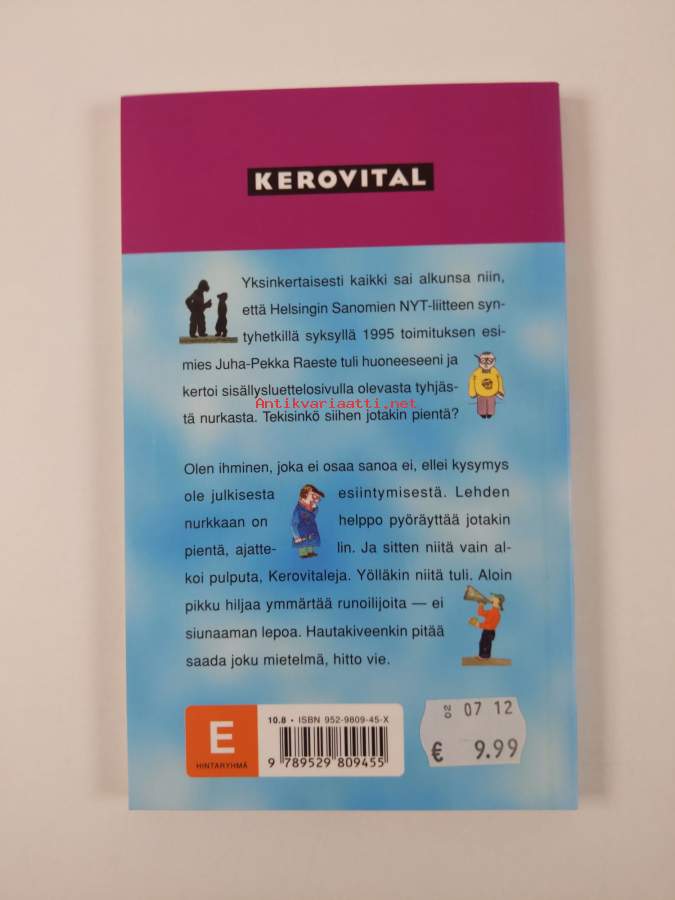 KEROVITAL
Yksinkertaisesti kaikki sai alkunsa niin,
että Helsingin Sanomien NYT-liitteen syn-
tyhetkillä syksyllä 1995 toimituksen esi-
mies Juha-Pekka Raeste tuli huoneeseeni ja
kertoi sisällysluettelosivulla olevasta tyhjäs-
Antikvariaatti.net
tä nurkasta. Tekisinkö siihen jotakin pientä?
Olen ihminen, joka ei osaa sanoa ei, ellei kysymys
ole julkisesta esiintymisestä. Lehden
nurkkaan on helppo pyöräyttää jotakin
pientä, ajatte- lin. Ja sitten niitä vain al-
koi pulputa, Kerovitaleja. Yölläkin niitä tuli. Aloin
pikku hiljaa ymmärtää runoilijoita — ei
siunaaman lepoa. Hautakiveenkin pitää
saada joku mietelmä, hitto vie.
E
HINTARYHMÄ
10.8 • ISBN 952-9809-45-X
9 789529 809455
20 07 12
€ 9.99